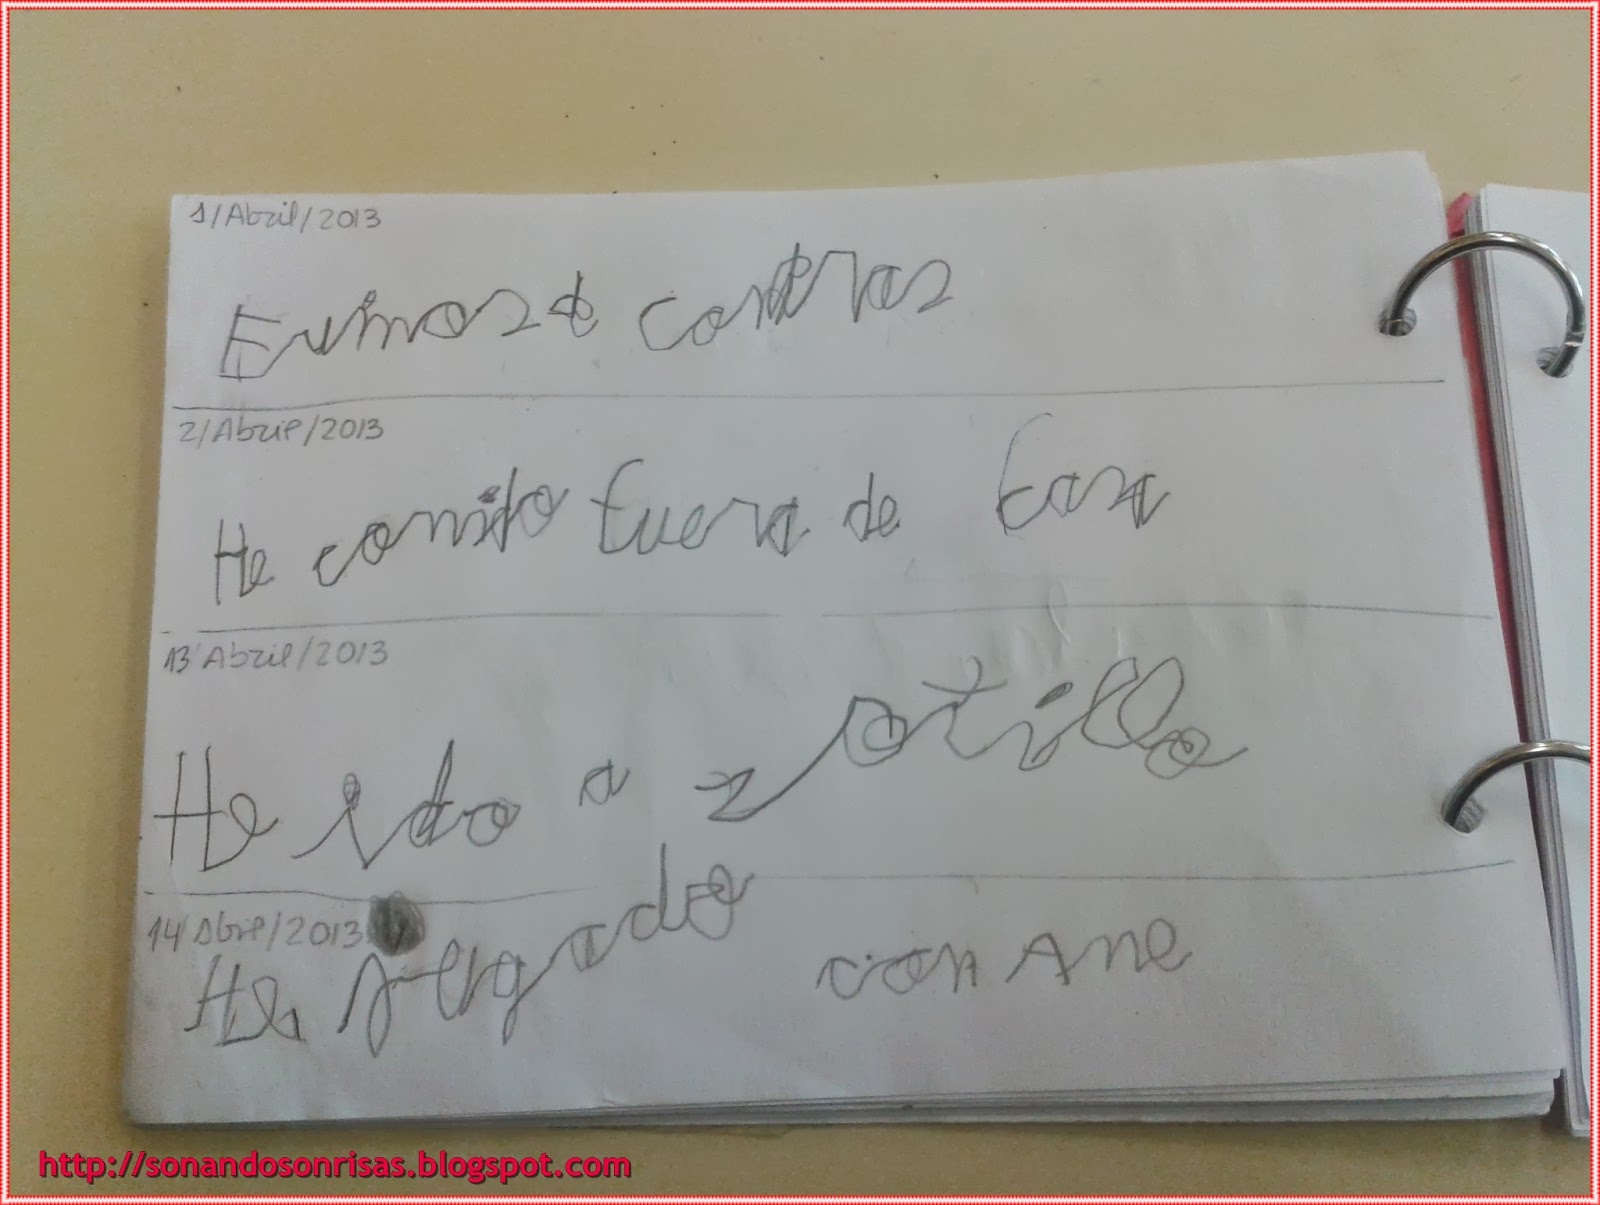 1/Abril/2013
Fuimos de compras
2/Abril/2013
He comido fuera de casa
13 Abril/2013
He ido a zorotillo
14 Abril/2013
He jugado con Ane
http://sonandosonrisas.blogspot.com